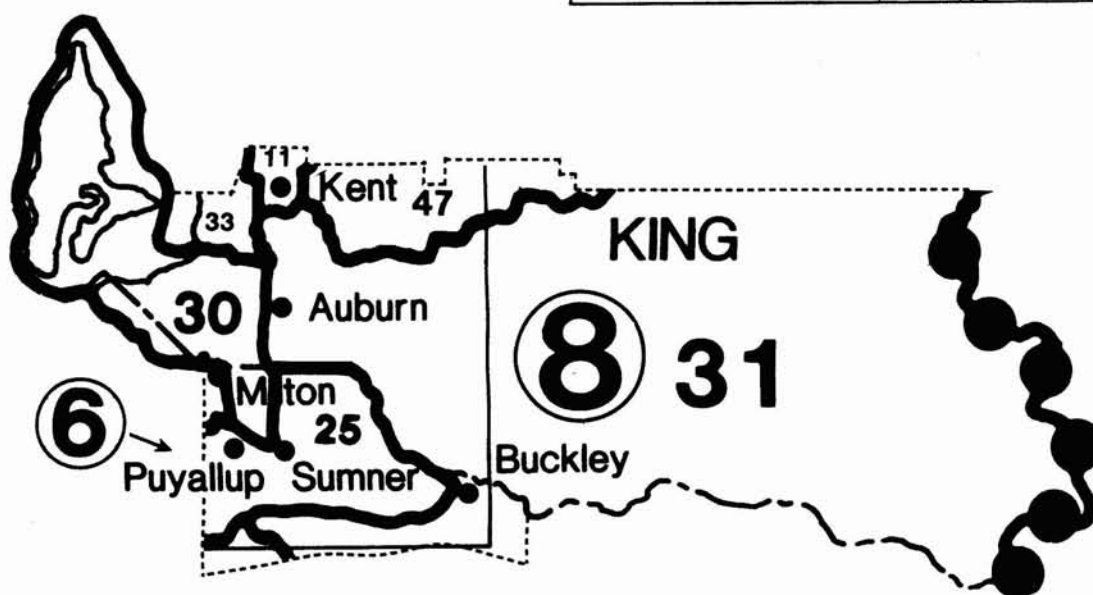 11
Kent
47
33
KING
30
Auburn
8
31
Milton
6
25
Puyallup
Sumner
Buckley